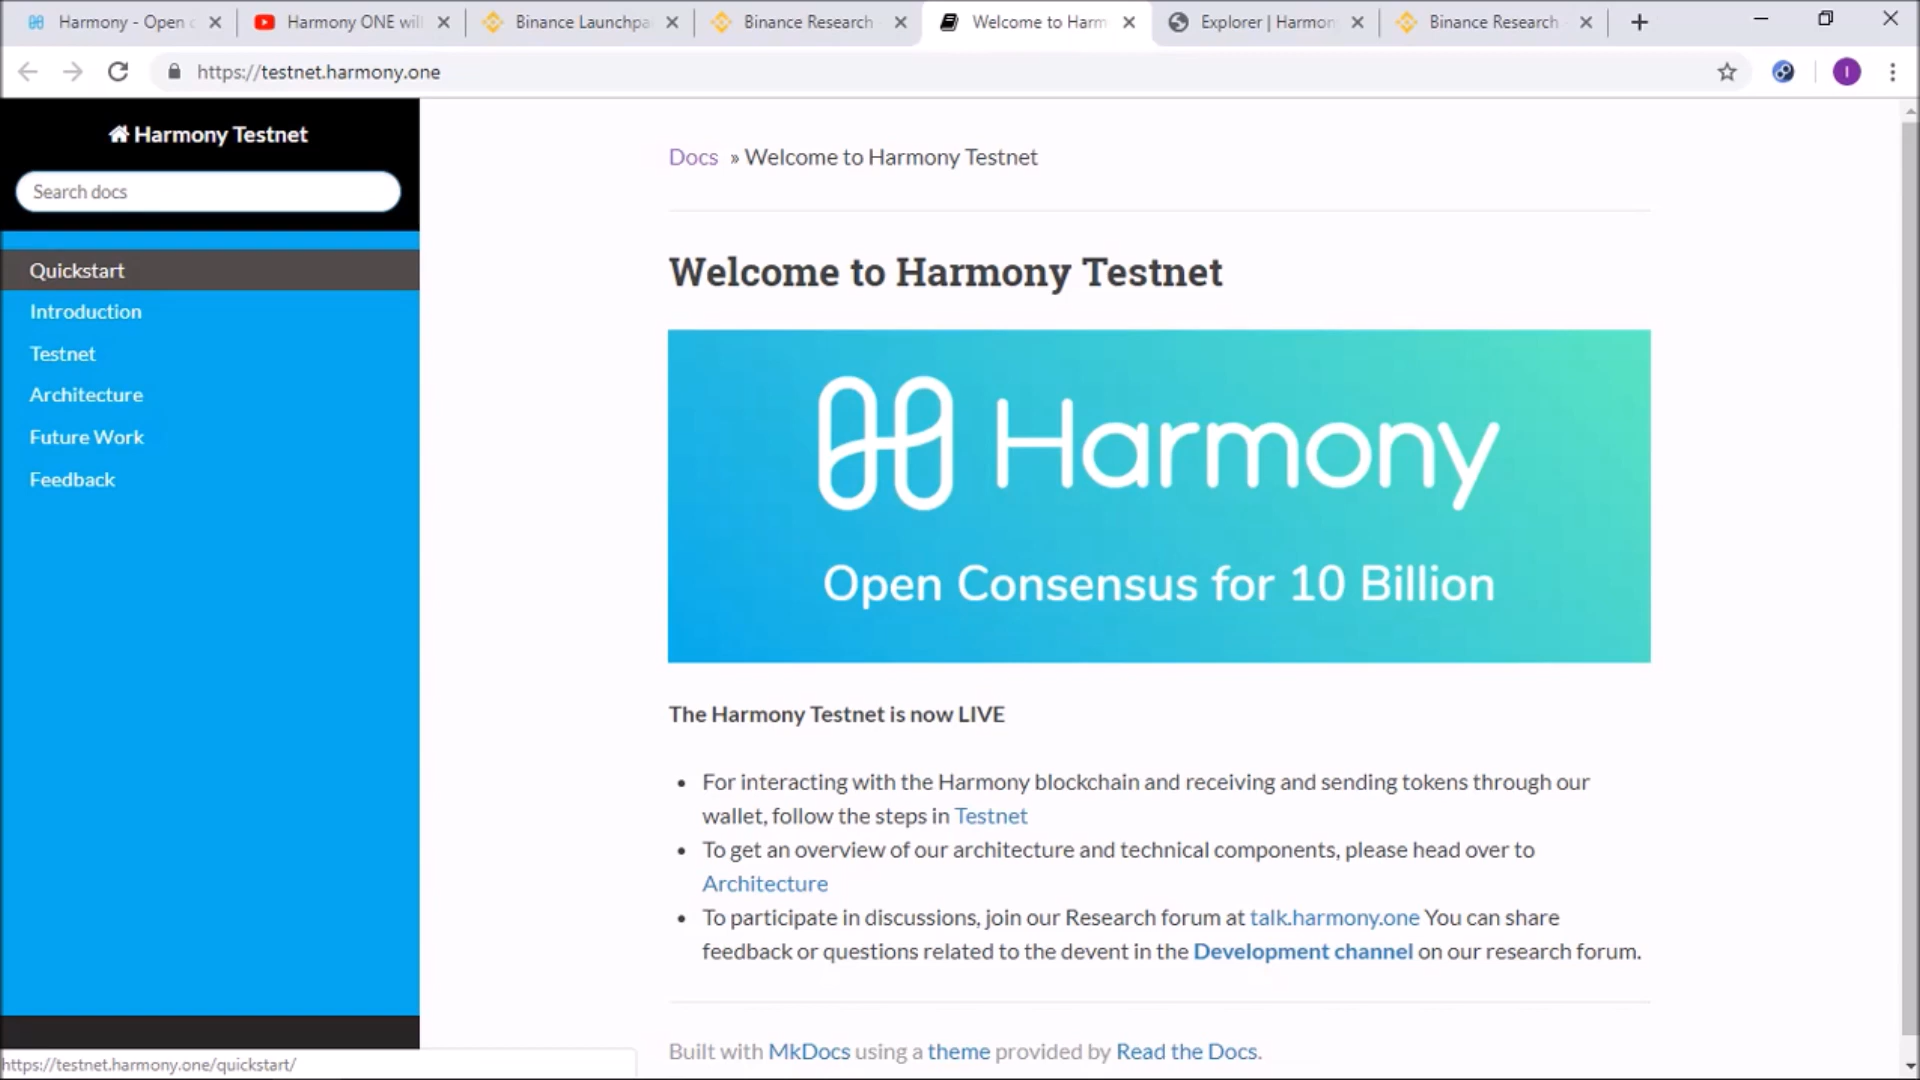 Harmony - Open c
Harmony ONE will
Binance Launchpa
Binance Research
Welcome to Harm
Explorer | Harmon
Binance Research
https://testnet.harmony.one
I
Harmony Testnet
Search docs
Quickstart
Introduction
Testnet
Architecture
Future Work
Feedback
Docs » Welcome to Harmony Testnet
Welcome to Harmony Testnet
Harmony
Open Consensus for 10 Billion
The Harmony Testnet is now LIVE
• For interacting with the Harmony blockchain and receiving and sending tokens through our
wallet, follow the steps in Testnet
• To get an overview of our architecture and technical components, please head over to
Architecture
• To participate in discussions, join our Research forum at talk.harmony.one You can share
feedback or questions related to the devent in the Development channel on our research forum.
Built with MkDocs using a theme provided by Read the Docs.
https://testnet.harmony.one/quickstart/